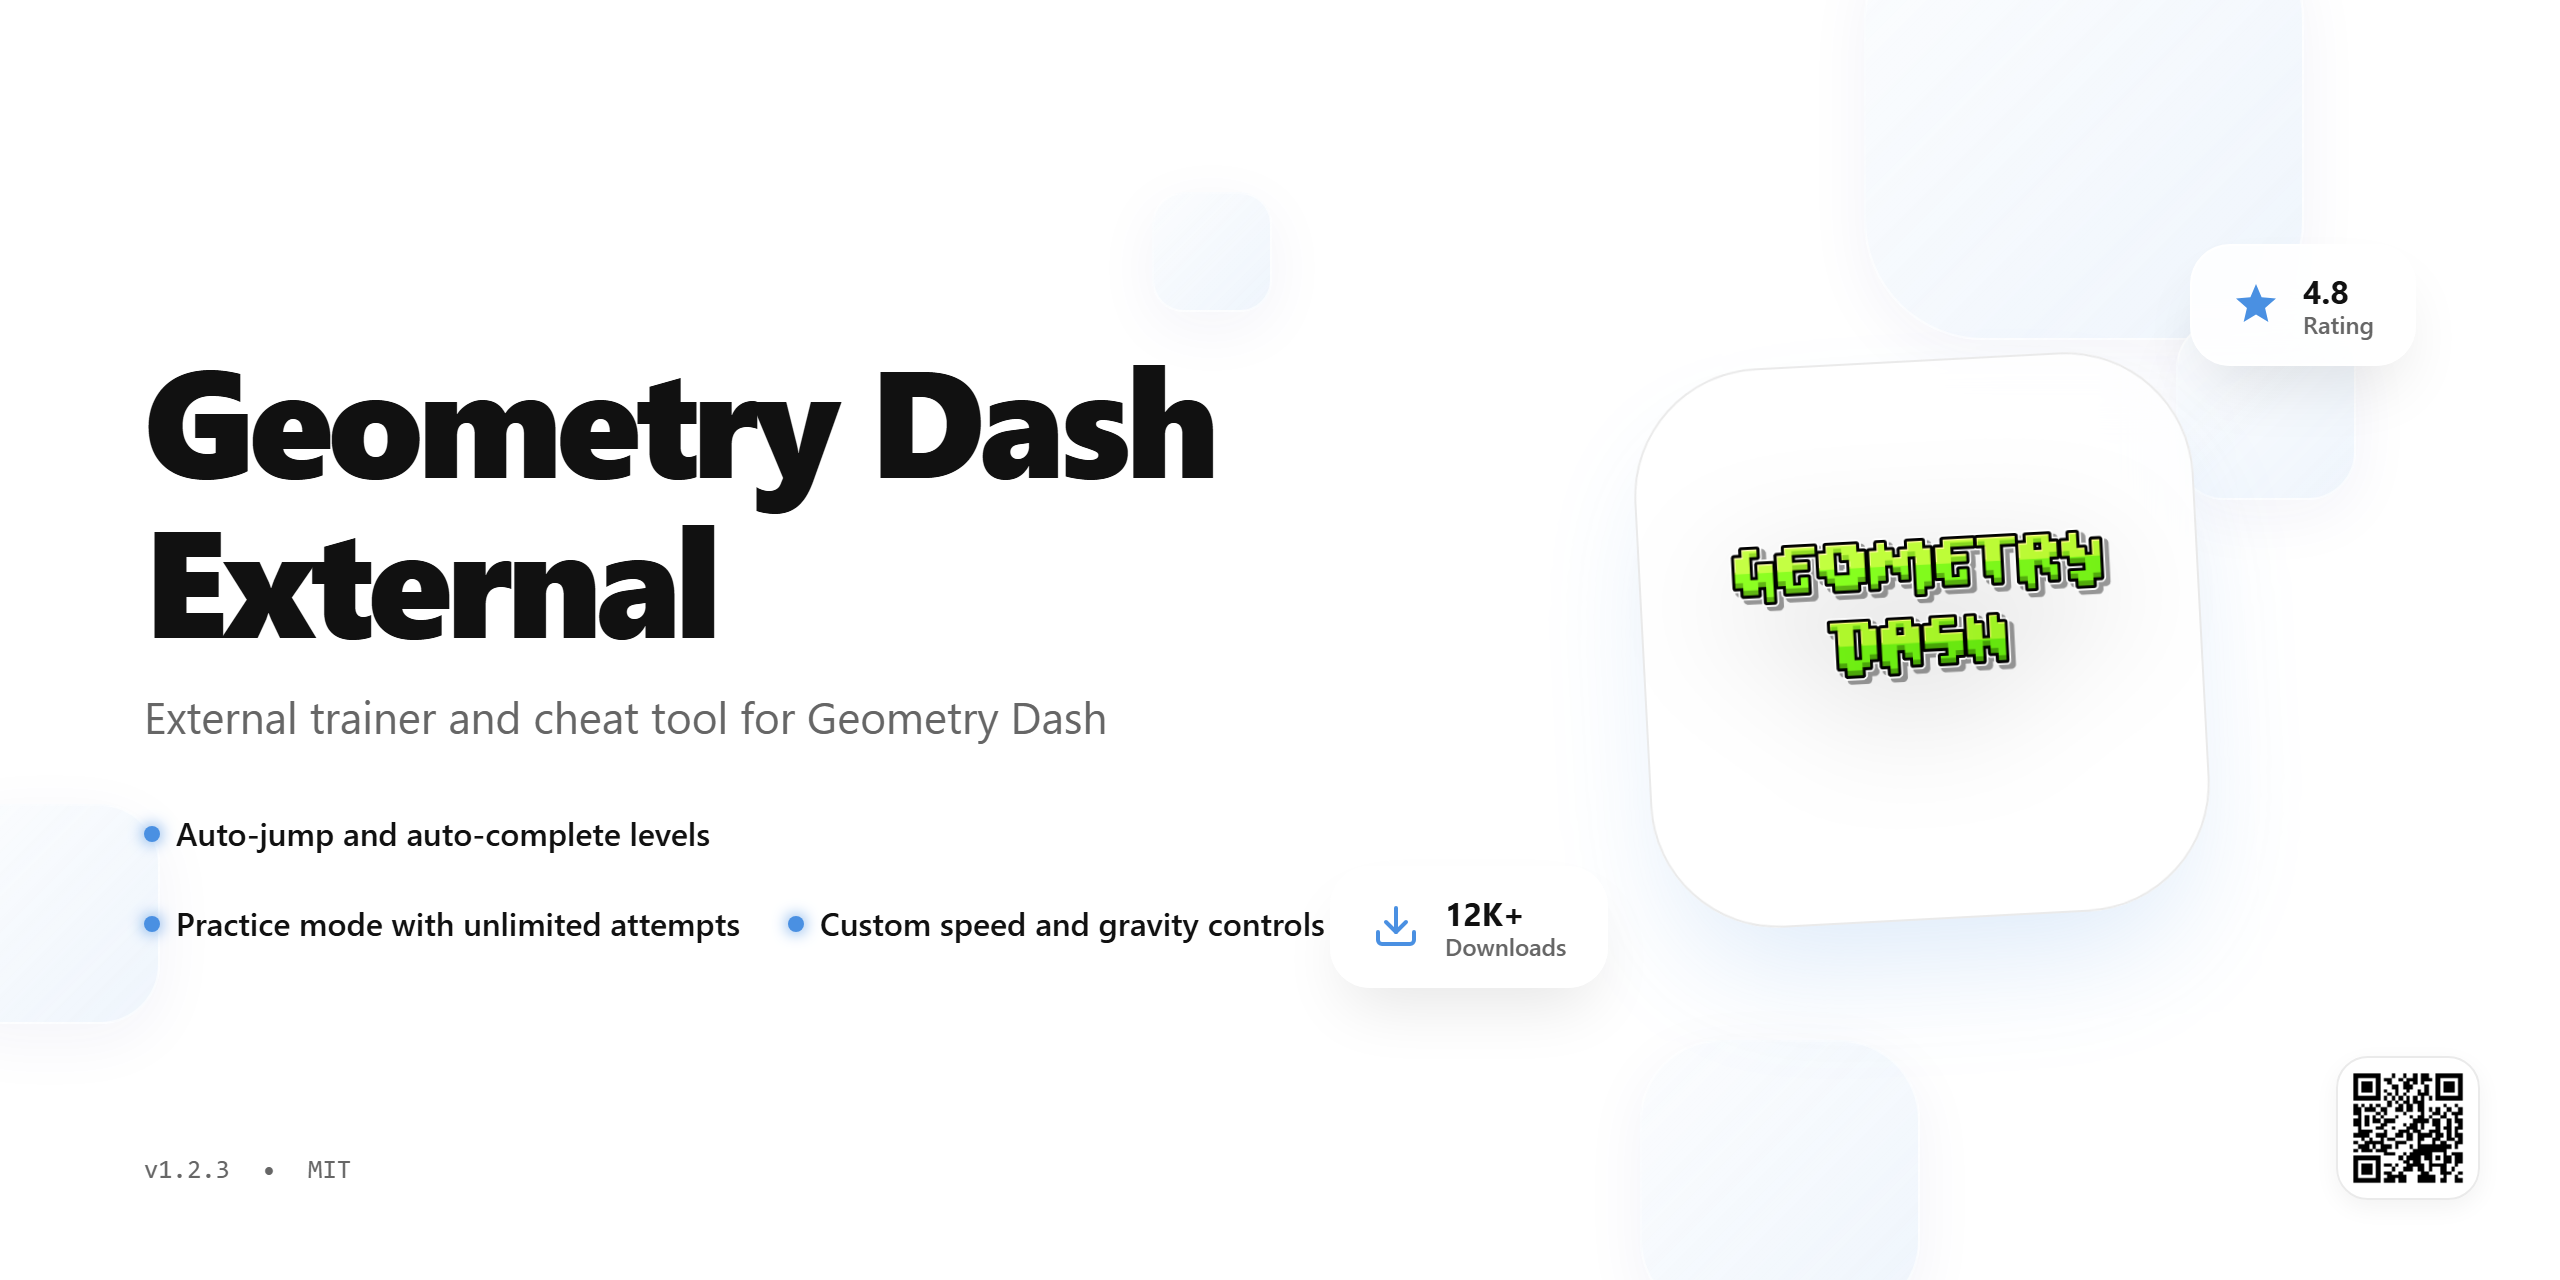 Geometry Dash
External
External trainer and cheat tool for Geometry Dash
Auto-jump and auto-complete levels
Practice mode with unlimited attempts
Custom speed and gravity controls
12K+
Downloads
4.8
Rating
GEOMETRY
DASH
v1.2.3 • MIT